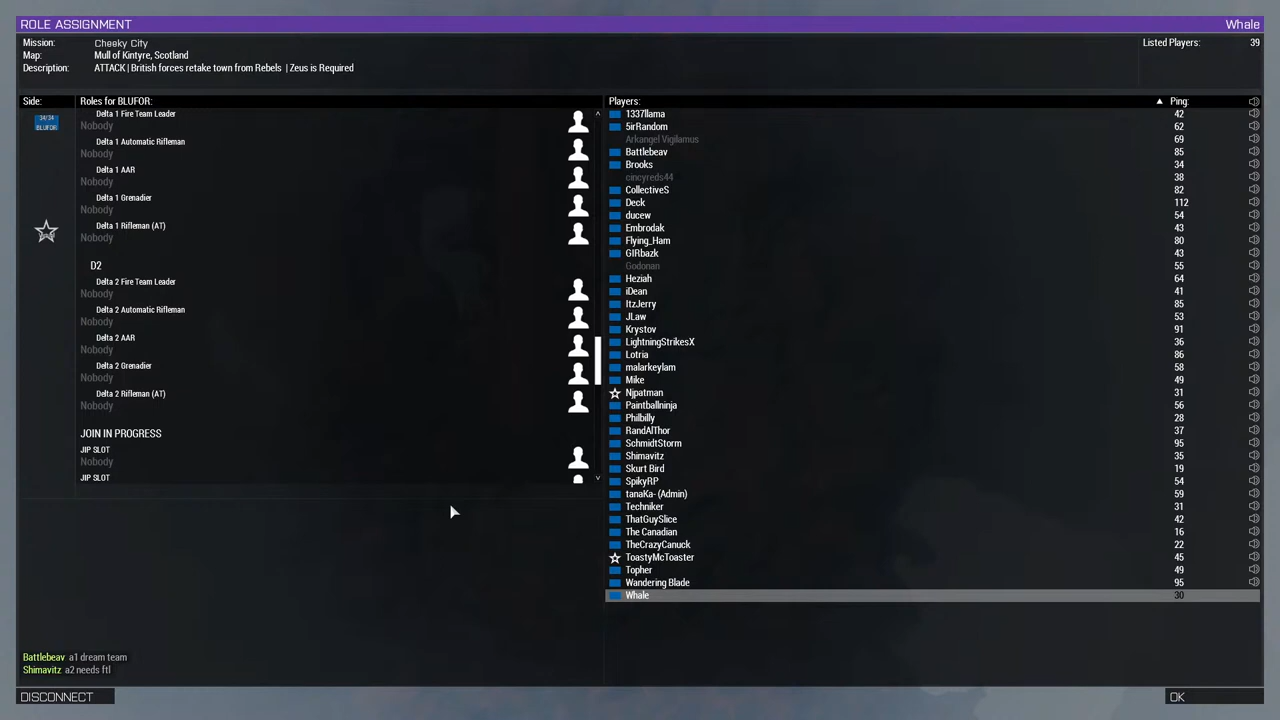 ROLE ASSIGNMENT Whale
Mission: Cheeky City Listed Players: 39
Map: Mull of Kintyre, Scotland
Description: ATTACK | British forces retake town from Rebels | Zeus is Required
Side: Roles for BLUFOR: Players: Ping:
34/34
BLUFOR
Delta 1 Fire Team Leader
Nobody
Delta 1 Automatic Rifleman
Nobody
Delta 1 AAR
Nobody
Delta 1 Grenadier
Nobody
Delta 1 Rifleman (AT)
Nobody
D2
Delta 2 Fire Team Leader
Nobody
Delta 2 Automatic Rifleman
Nobody
Delta 2 AAR
Nobody
Delta 2 Grenadier
Nobody
Delta 2 Rifleman (AT)
Nobody
JOIN IN PROGRESS
JIP SLOT
Nobody
JIP SLOT
1337llama 42
5irRandom 62
Arkangel Vigilamus 69
Battlebeav 85
Brooks 34
cincyreds44 38
CollectiveS 82
Deck 112
ducew 54
Embrodak 43
Flying_Ham 80
GIRbazk 43
Godonan 55
Heziah 64
iDean 41
ItzJerry 85
JLaw 53
Krystov 91
LightningStrikesX 36
Lotria 86
malarkeylam 58
Mike 49
Njpatman 31
Paintballninja 56
Philbilly 28
RandAlThor 37
SchmidtStorm 95
Shimavitz 35
Skurt Bird 19
SpikyRP 54
tanaKa- (Admin) 59
Techniker 31
ThatGuySlice 42
The Canadian 16
TheCrazyCanuck 22
ToastyMcToaster 45
Topher 49
Wandering Blade 95
Whale 30
Battlebeav a1 dream team
Shimavitz a2 needs ftl
DISCONNECT OK